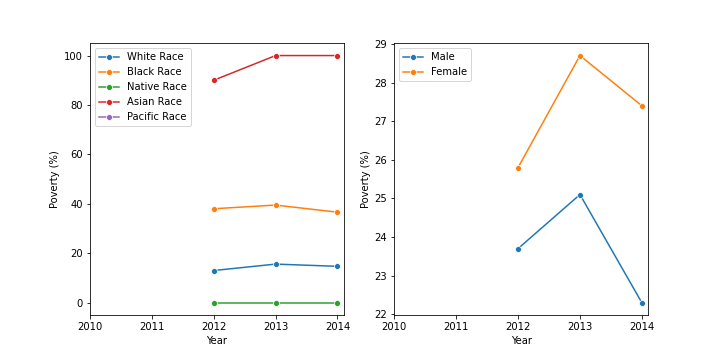 White Race
Black Race
Native Race
Asian Race
Pacific Race
100
80
60
40
20
0
Poverty (%)
2010 2011 2012 2013 2014
Year
Male
Female
29
28
27
26
25
24
23
22
Poverty (%)
2010 2011 2012 2013 2014
Year